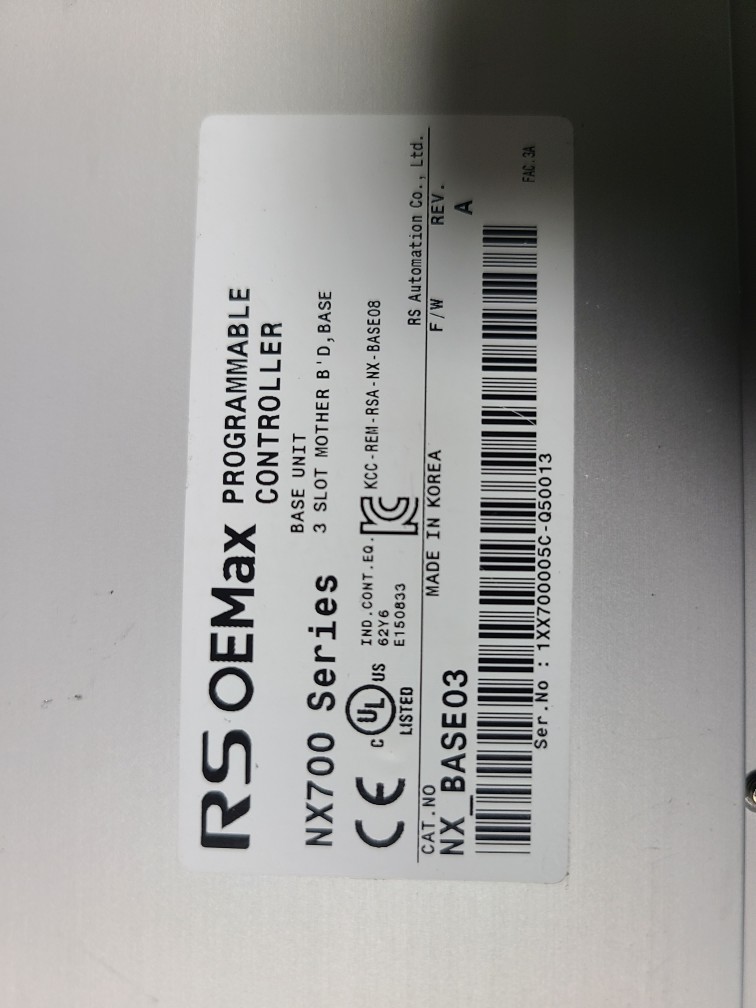 RS OEMax PROGRAMMABLE
CONTROLLER
NX700 Series
BASE UNIT
3 SLOT MOTHER B'D,BASE
CE
C UL US
LISTED
IND.CONT.EQ.
62Y6
E150833
KC
KCC-REM-RSA-NX-BASE08
RS Automation Co., Ltd.
CAT.NO
MADE IN KOREA
F/W
REV.
NX_BASE03
A
Ser.No : 1XX700005C-Q50013
FAC:3A